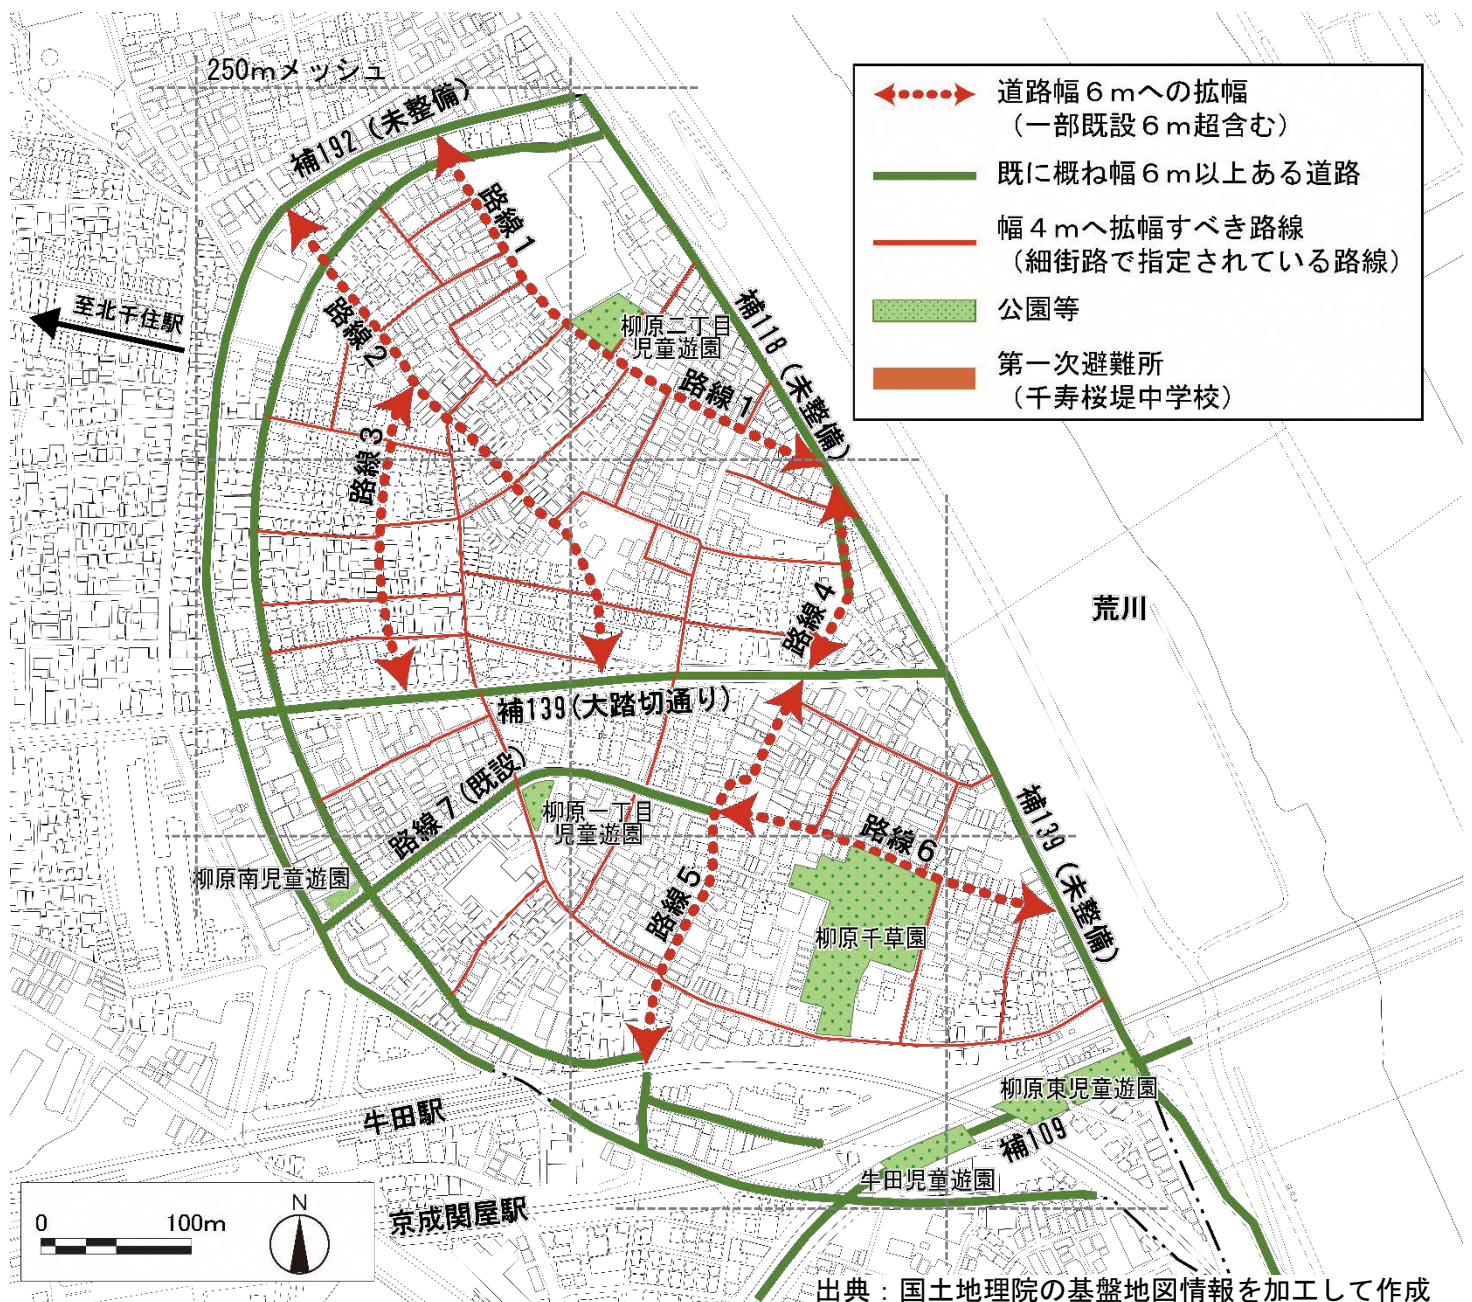 250mメッシュ
補192（未整備）
道路幅６ｍへの拡幅
（一部既設６ｍ超含む）
既に概ね幅６ｍ以上ある道路
幅４ｍへ拡幅すべき路線
（細街路で指定されている路線）
公園等
第一次避難所
（千寿桜堤中学校）
路線１
至北千住駅
路線２
柳原二丁目
児童遊園
補118（未整備）
路線１
路線３
路線４
荒川
補139(大踏切通り)
路線７(既設)
柳原一丁目
児童遊園
路線６
補139（未整備）
柳原南児童遊園
路線５
柳原千草園
柳原東児童遊園
牛田駅
補109
牛田児童遊園
京成関屋駅
0 100m
N
出典：国土地理院の基盤地図情報を加工して作成